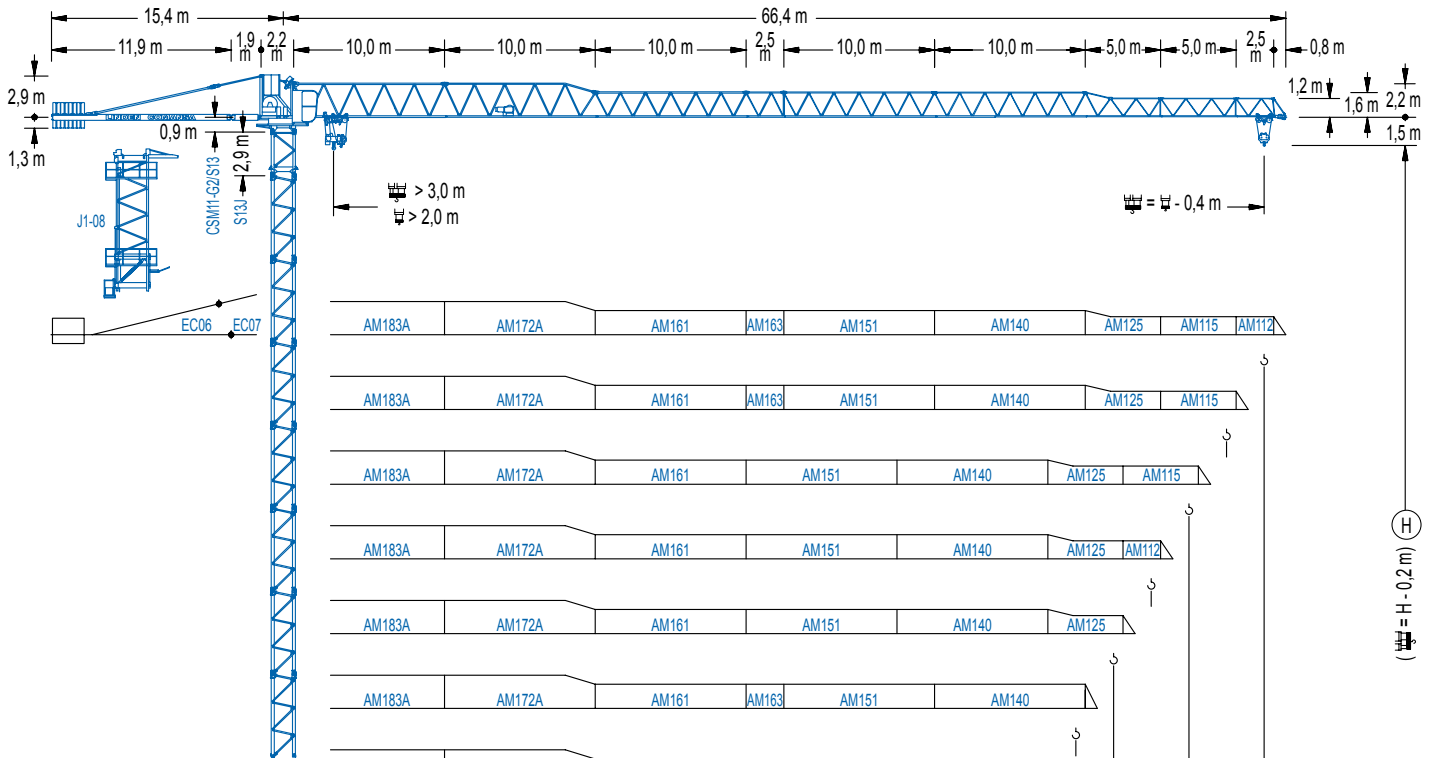 15,4 m
66,4 m
11,9 m
1,9 m
2,2 m
10,0 m
10,0 m
10,0 m
2,5 m
10,0 m
10,0 m
5,0 m
5,0 m
2,5 m
0,8 m
2,9 m
1,3 m
LINDEN COMANSA
0,9 m
2,9 m
1,2 m
1,6 m
2,2 m
1,5 m
J1-08
CSM11-G2/S13
S13J
> 3,0 m
> 2,0 m
= - 0,4 m
EC06 EC07
AM183A AM172A AM161 AM163 AM151 AM140 AM125 AM115 AM112
AM183A AM172A AM161 AM163 AM151 AM140 AM125 AM115
AM183A AM172A AM161 AM151 AM140 AM125 AM115
AM183A AM172A AM161 AM151 AM140 AM125 AM112
AM183A AM172A AM161 AM151 AM140 AM125
AM183A AM172A AM161 AM163 AM151 AM140
H
( = H - 0,2 m)